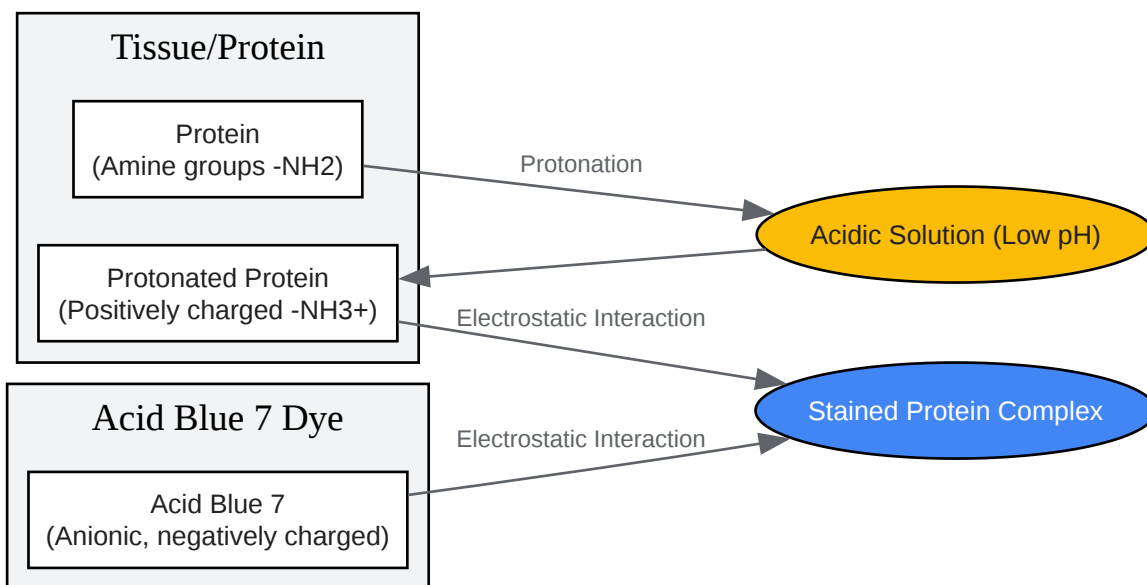 Tissue/Protein
Protein
(Amine groups -NH2)
Protonation
Acidic Solution (Low pH)
Protonated Protein
(Positively charged -NH3+)
Electrostatic Interaction
Acid Blue 7 Dye
Stained Protein Complex
Electrostatic Interaction
Acid Blue 7
(Anionic, negatively charged)